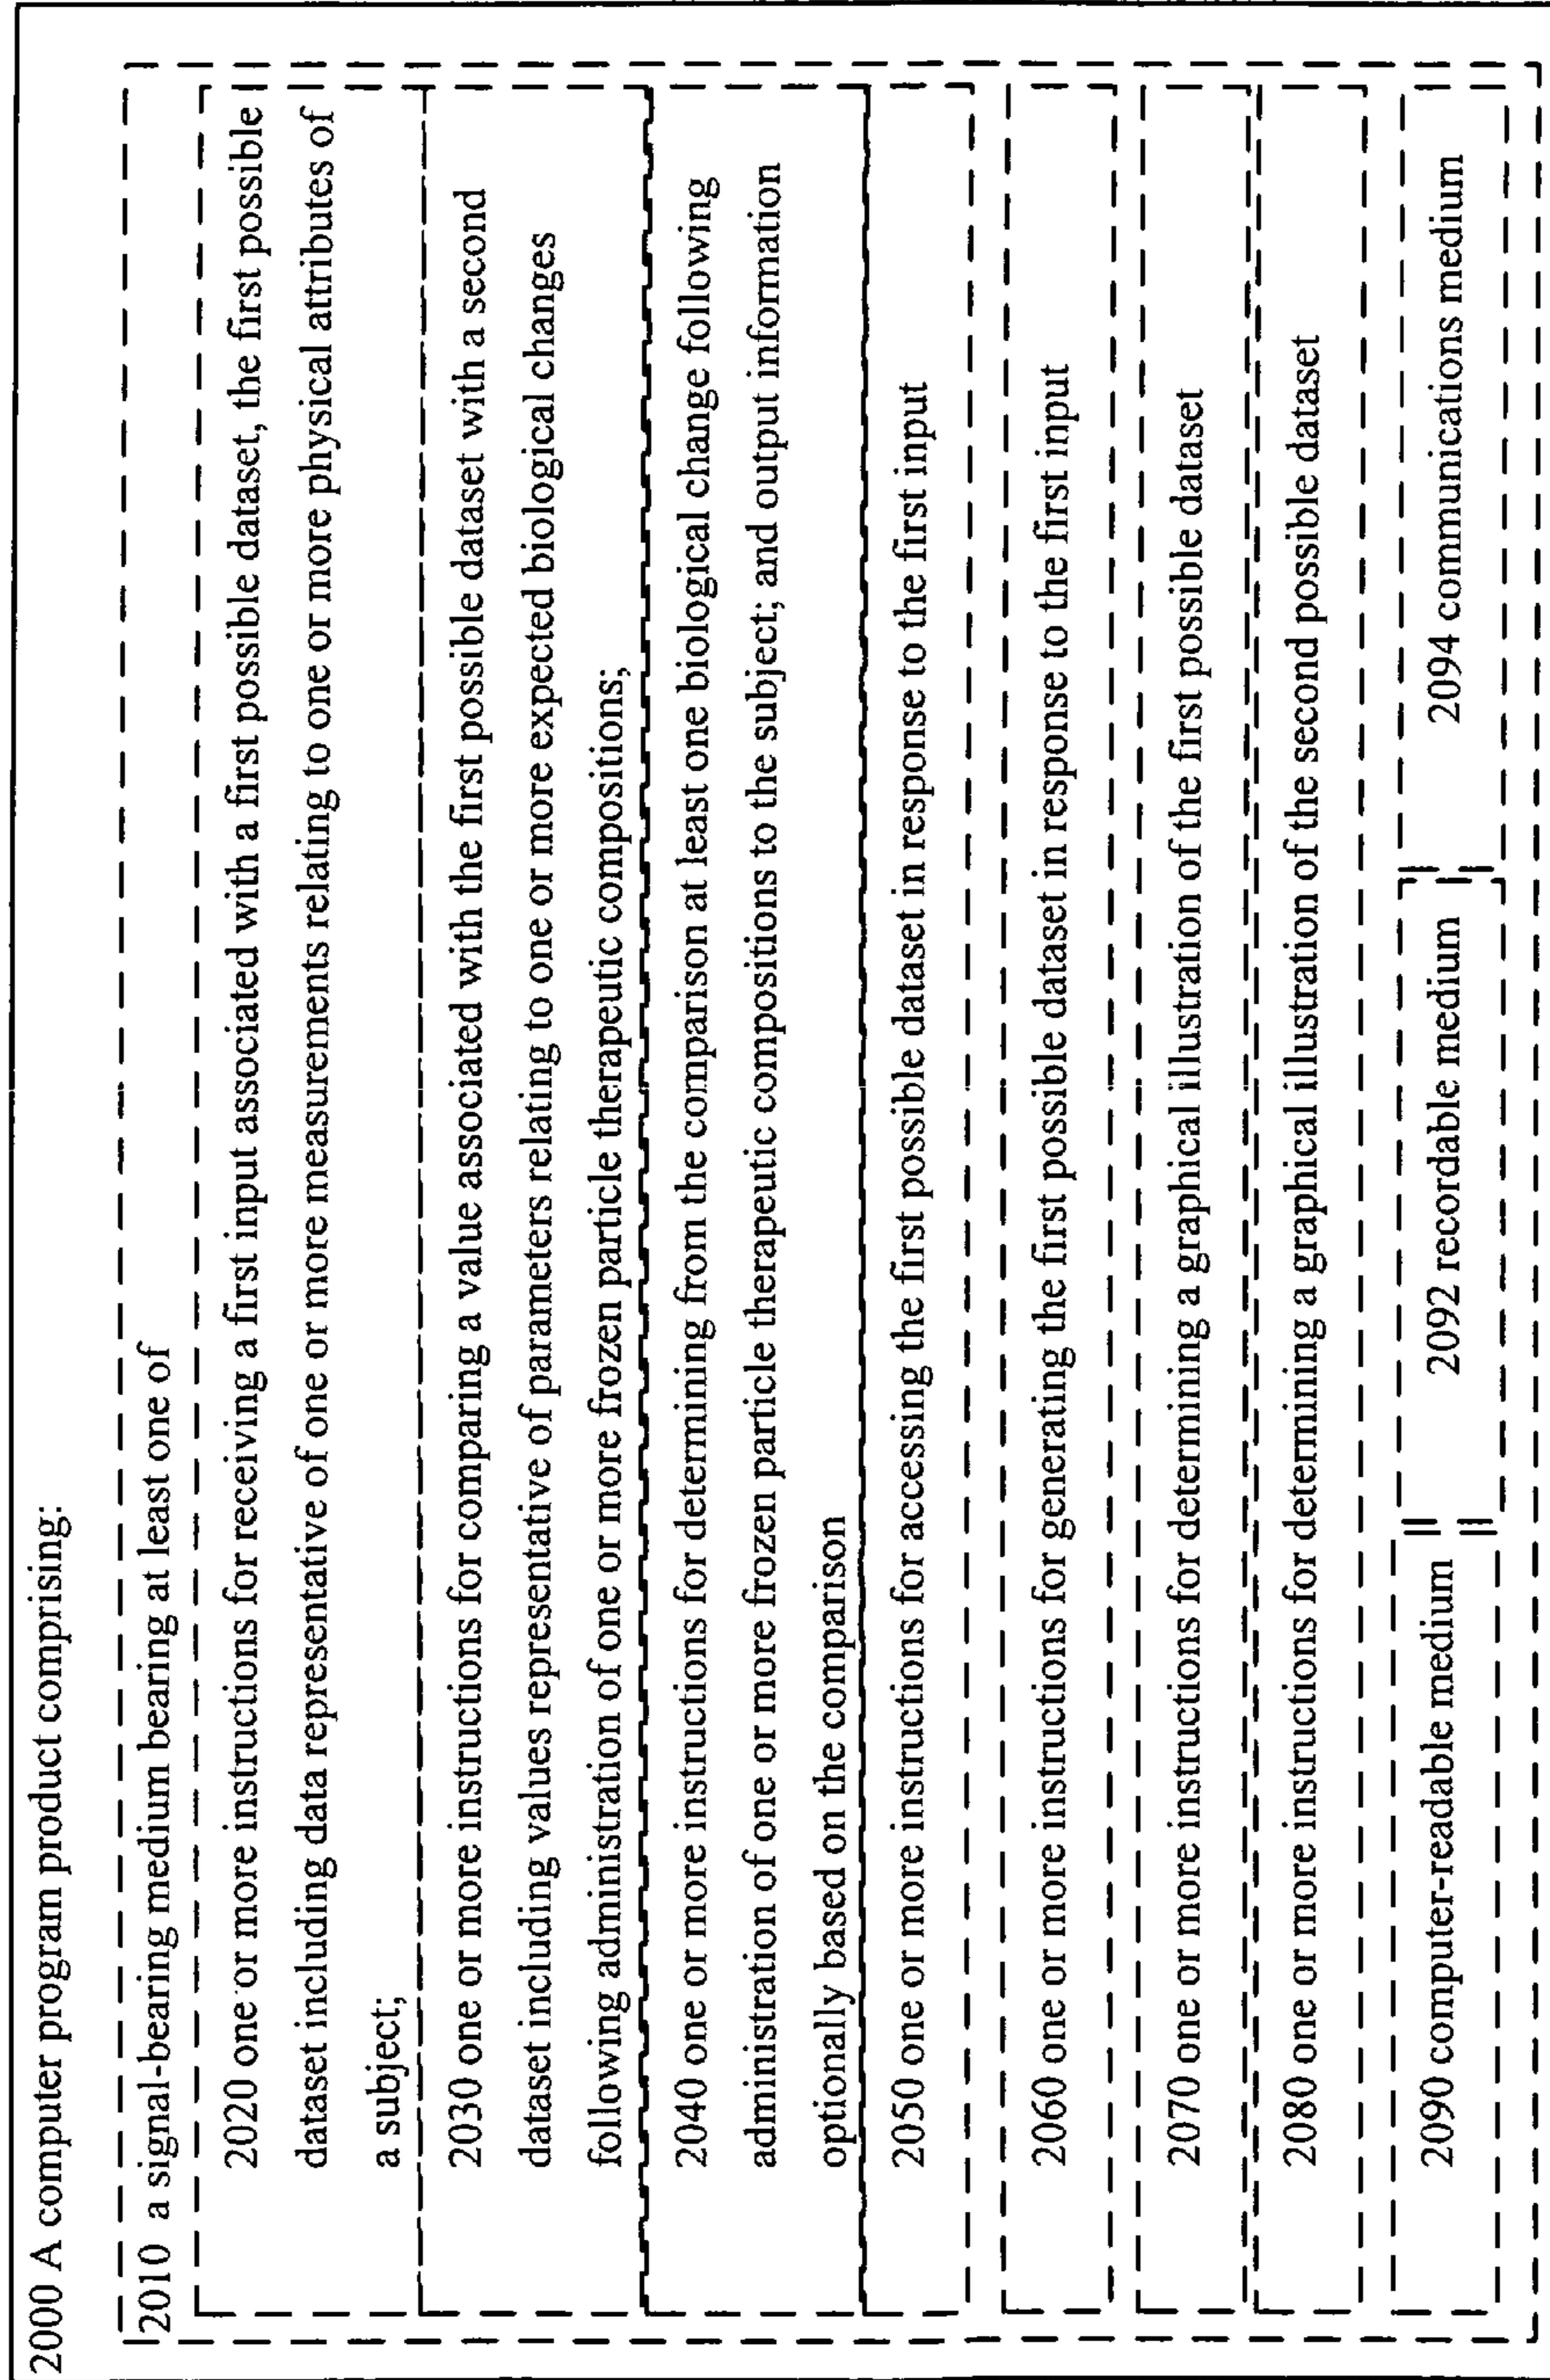 2000 A computer program product comprising:
2010 a signal-bearing medium bearing at least one of
2020 one or more instructions for receiving a first input associated with a first possible dataset, the first possible
dataset including data representative of one or more measurements relating to one or more physical attributes of
a subject;
2030 one or more instructions for comparing a value associated with the first possible dataset with a second
dataset including values representative of parameters relating to one or more expected biological changes
following administration of one or more frozen particle therapeutic compositions;
2040 one or more instructions for determining from the comparison at least one biological change following
administration of one or more frozen particle therapeutic compositions to the subject; and output information
optionally based on the comparison
2050 one or more instructions for accessing the first possible dataset in response to the first input
2060 one or more instructions for generating the first possible dataset in response to the first input
2070 one or more instructions for determining a graphical illustration of the first possible dataset
2080 one or more instructions for determining a graphical illustration of the second possible dataset
2090 computer-readable medium
2092 recordable medium
2094 communications medium